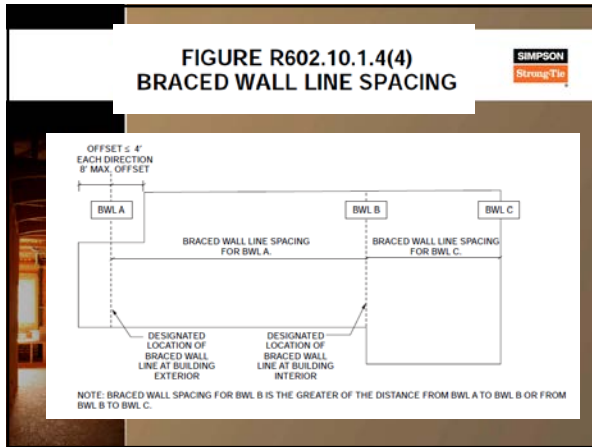 FIGURE R602.10.1.4(4)
BRACED WALL LINE SPACING
SIMPSON
Strong-Tie
OFFSET ≤ 4'
EACH DIRECTION
8' MAX. OFFSET
BWL A
BWL B
BWL C
BRACED WALL LINE SPACING
FOR BWL A.
BRACED WALL LINE SPACING
FOR BWL C.
DESIGNATED
LOCATION OF
BRACED WALL
LINE AT BUILDING
EXTERIOR
DESIGNATED
LOCATION OF
BRACED WALL
LINE AT BUILDING
INTERIOR
NOTE: BRACED WALL SPACING FOR BWL B IS THE GREATER OF THE DISTANCE FROM BWL A TO BWL B OR FROM
BWL B TO BWL C.